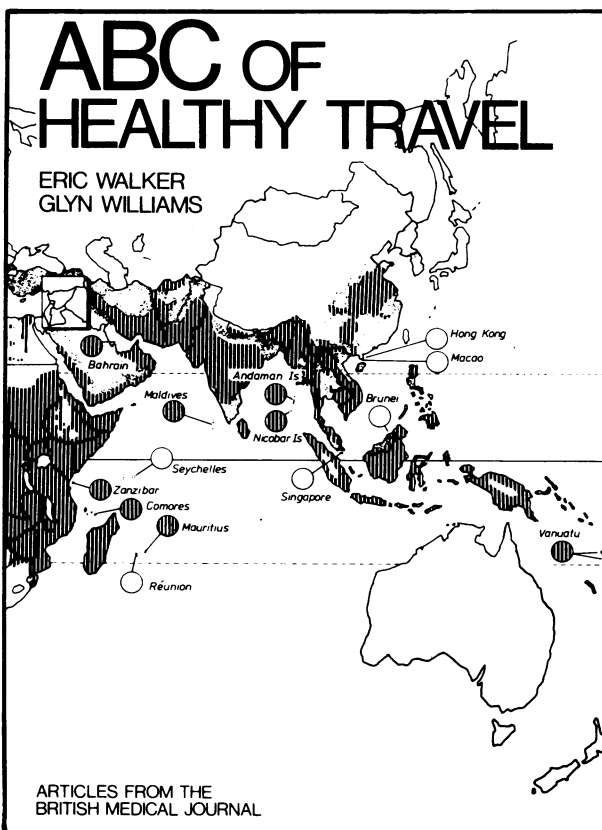 ABC OF
HEALTHY TRAVEL
ERIC WALKER
GLYN WILLIAMS
Hong Kong
Macao
Bahrain
Andaman Is
Maldives
Brunei
Nicobar Is
Seychelles
Singapore
Zanzibar
Comores
Mauritius
Vanuatu
Réunion
ARTICLES FROM THE
BRITISH MEDICAL JOURNAL